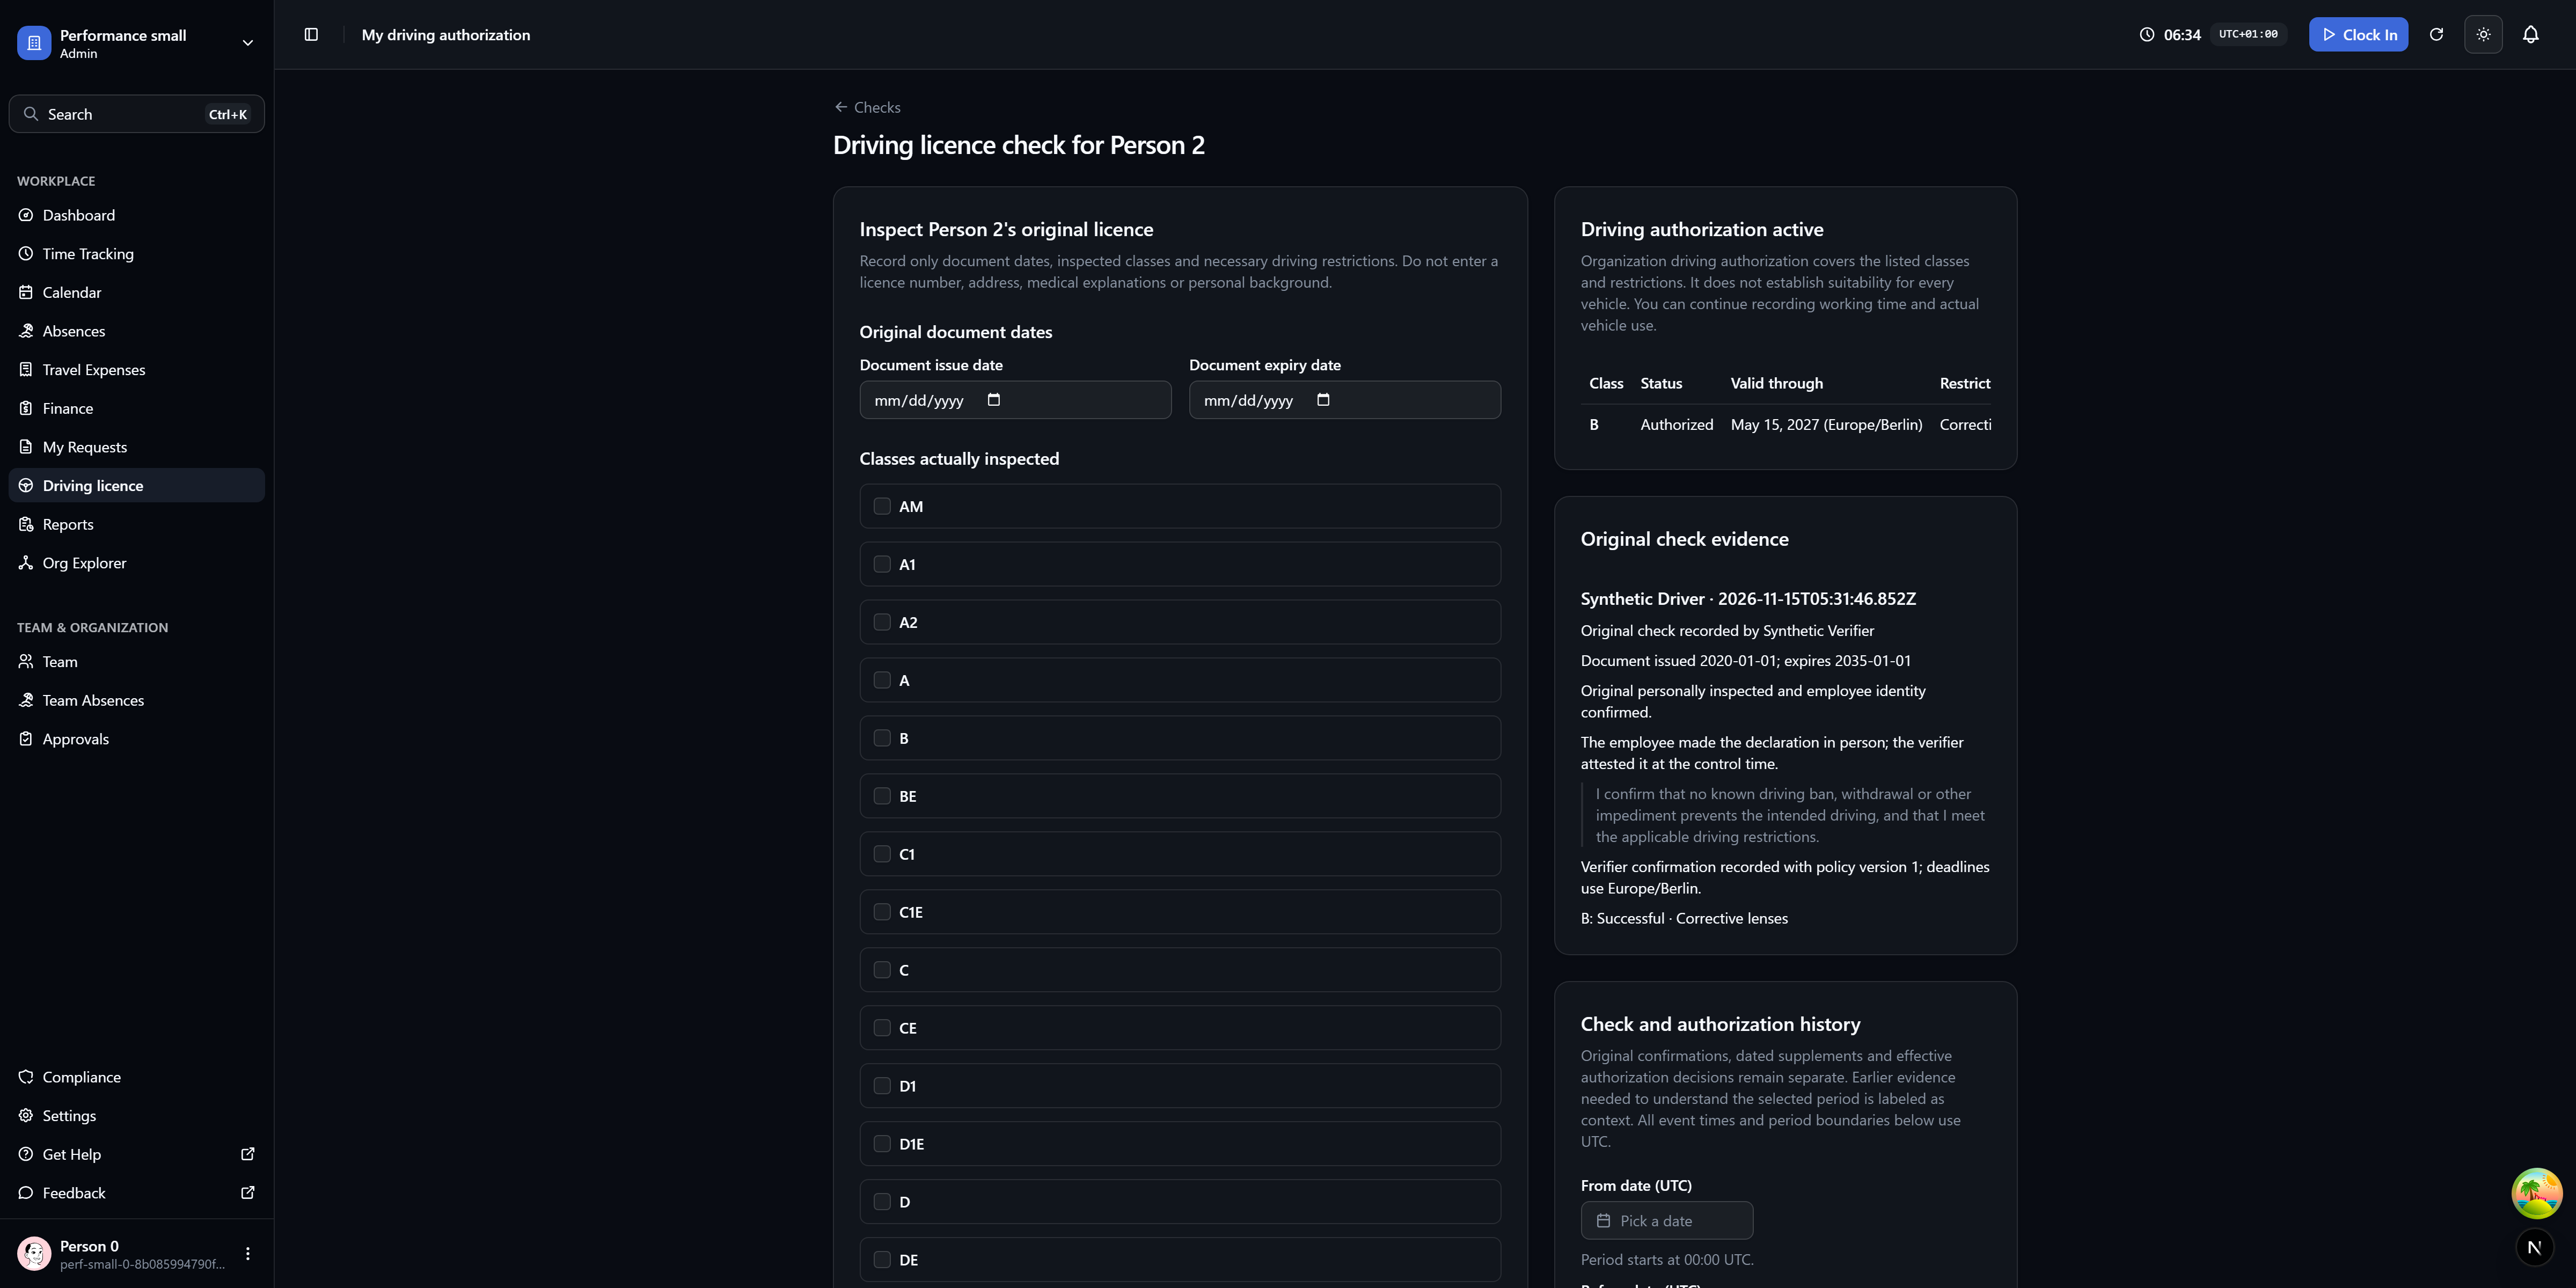 Performance small
Admin
Search
Ctrl+K
WORKPLACE
Dashboard
Time Tracking
Calendar
Absences
Travel Expenses
Finance
My Requests
Driving licence
Reports
Org Explorer
TEAM & ORGANIZATION
Team
Team Absences
Approvals
Compliance
Settings
Get Help
Feedback
Person 0
perf-small-0-8b085994790f...
My driving authorization
06:34
UTC+01:00
Clock In
Checks
Driving licence check for Person 2
Inspect Person 2's original licence
Record only document dates, inspected classes and necessary driving restrictions. Do not enter a
licence number, address, medical explanations or personal background.
Original document dates
Document issue date
Document expiry date
mm/dd/yyyy
mm/dd/yyyy
Classes actually inspected
AM
A1
A2
A
B
BE
C1
C1E
C
CE
D1
D1E
D
DE
Driving authorization active
Organization driving authorization covers the listed classes
and restrictions. It does not establish suitability for every
vehicle. You can continue recording working time and actual
vehicle use.
Class Status Valid through Restrict
B Authorized May 15, 2027 (Europe/Berlin) Correcti
Original check evidence
Synthetic Driver · 2026-11-15T05:31:46.852Z
Original check recorded by Synthetic Verifier
Document issued 2020-01-01; expires 2035-01-01
Original personally inspected and employee identity
confirmed.
The employee made the declaration in person; the verifier
attested it at the control time.
I confirm that no known driving ban, withdrawal or other
impediment prevents the intended driving, and that I meet
the applicable driving restrictions.
Verifier confirmation recorded with policy version 1; deadlines
use Europe/Berlin.
B: Successful · Corrective lenses
Check and authorization history
Original confirmations, dated supplements and effective
authorization decisions remain separate. Earlier evidence
needed to understand the selected period is labeled as
context. All event times and period boundaries below use
UTC.
From date (UTC)
Pick a date
Period starts at 00:00 UTC.
N